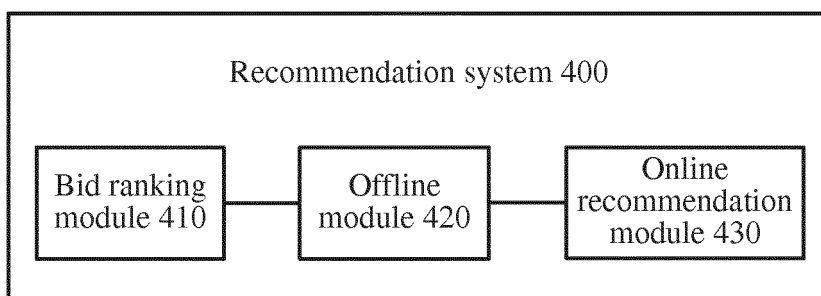 Recommendation system 400
Bid ranking
module 410
Offline
module 420
Online
recommendation
module 430